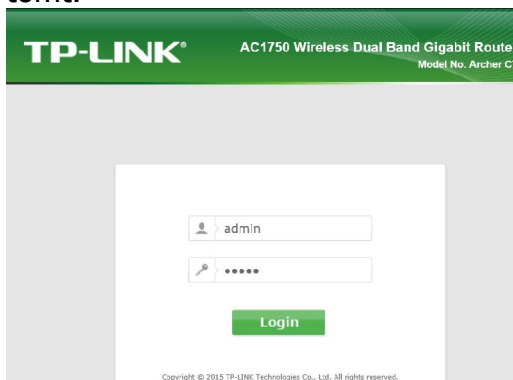 TP-LINK®
AC1750 Wireless Dual Band Gigabit Route
Model No. Archer C
admin
•••••
Login
Copyright © 2015 TP-LINK Technologies Co., Ltd. All rights reserved.